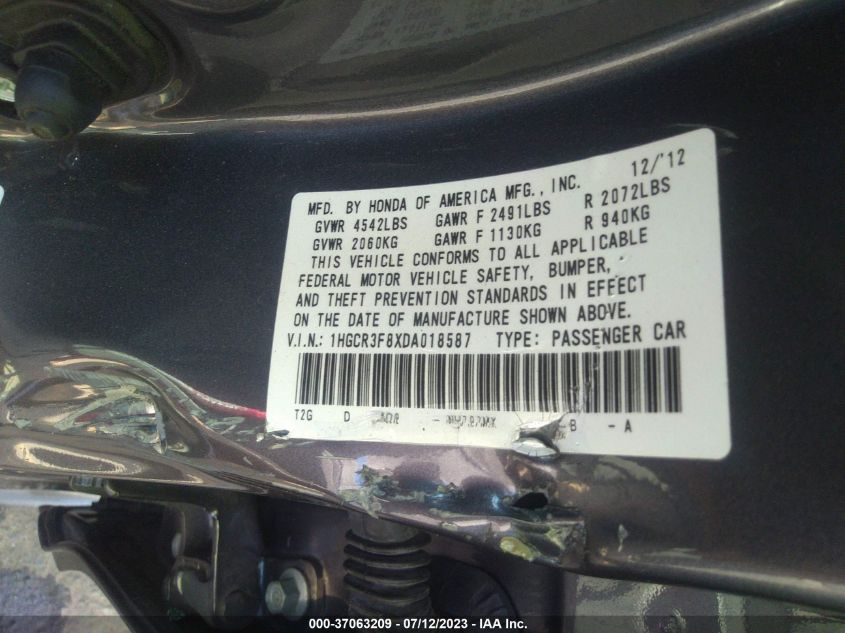 12/'12
MFD. BY HONDA OF AMERICA MFG., INC.
GVWR 4542LBS GAWR F 2491LBS R 2072LBS
GVWR 2060KG GAWR F 1130KG R 940KG
THIS VEHICLE CONFORMS TO ALL APPLICABLE
FEDERAL MOTOR VEHICLE SAFETY, BUMPER,
AND THEFT PREVENTION STANDARDS IN EFFECT
ON THE DATE OF MANUFACTURE SHOWN ABOVE.
V.I.N.: 1HGCR3F8XDA018587 TYPE: PASSENGER CAR
T2G D - B - A
000-37063209 - 07/12/2023 - IAA Inc.